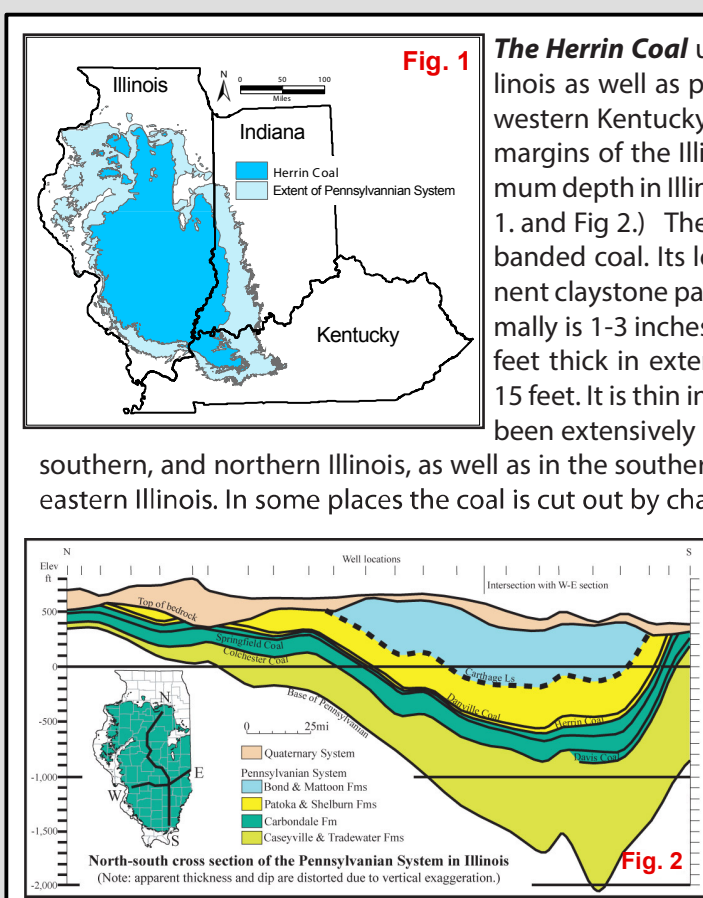 Fig. 1
Illinois
N
0 50 100
Miles
Indiana
Herrin Coal
Extent of Pennsylvannian System
Kentucky
The Herrin Coal u
linois as well as p
western Kentucky
margins of the Illi
mum depth in Illin
1. and Fig 2.) The
banded coal. Its lo
nent claystone pa
mally is 1-3 inches
feet thick in exten
15 feet. It is thin in
been extensively
southern, and northern Illinois, as well as in the souther
eastern Illinois. In some places the coal is cut out by cha
N
S
Elev
ft
Well locations
Intersection with W-E section
500
0
-500
-1,000
-1,500
-2,000
Top of bedrock
Springfield Coal
Colchester Coal
Base of Pennsylvanian
Carthage Ls
Danville Coal
Herrin Coal
Davis Coal
N
E
W
S
0 25mi
Quaternary System
Pennsylvanian System
Bond & Mattoon Fms
Patoka & Shelburn Fms
Carbondale Fm
Caseyville & Tradewater Fms
North-south cross section of the Pennsylvanian System in Illinois
(Note: apparent thickness and dip are distorted due to vertical exaggeration.)
Fig. 2